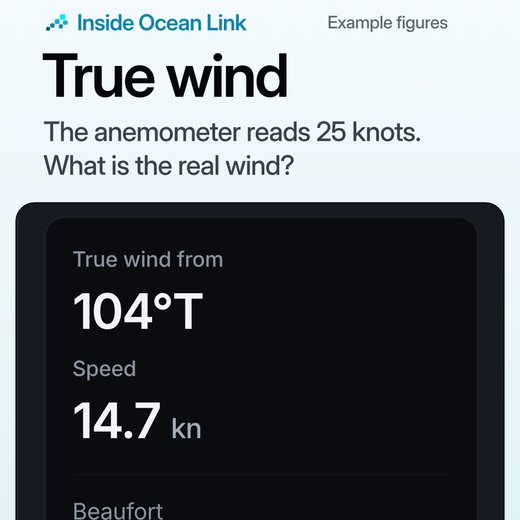 Inside Ocean Link
Example figures
True wind
The anemometer reads 25 knots.
What is the real wind?
True wind from
104°T
Speed
14.7 kn
Beaufort